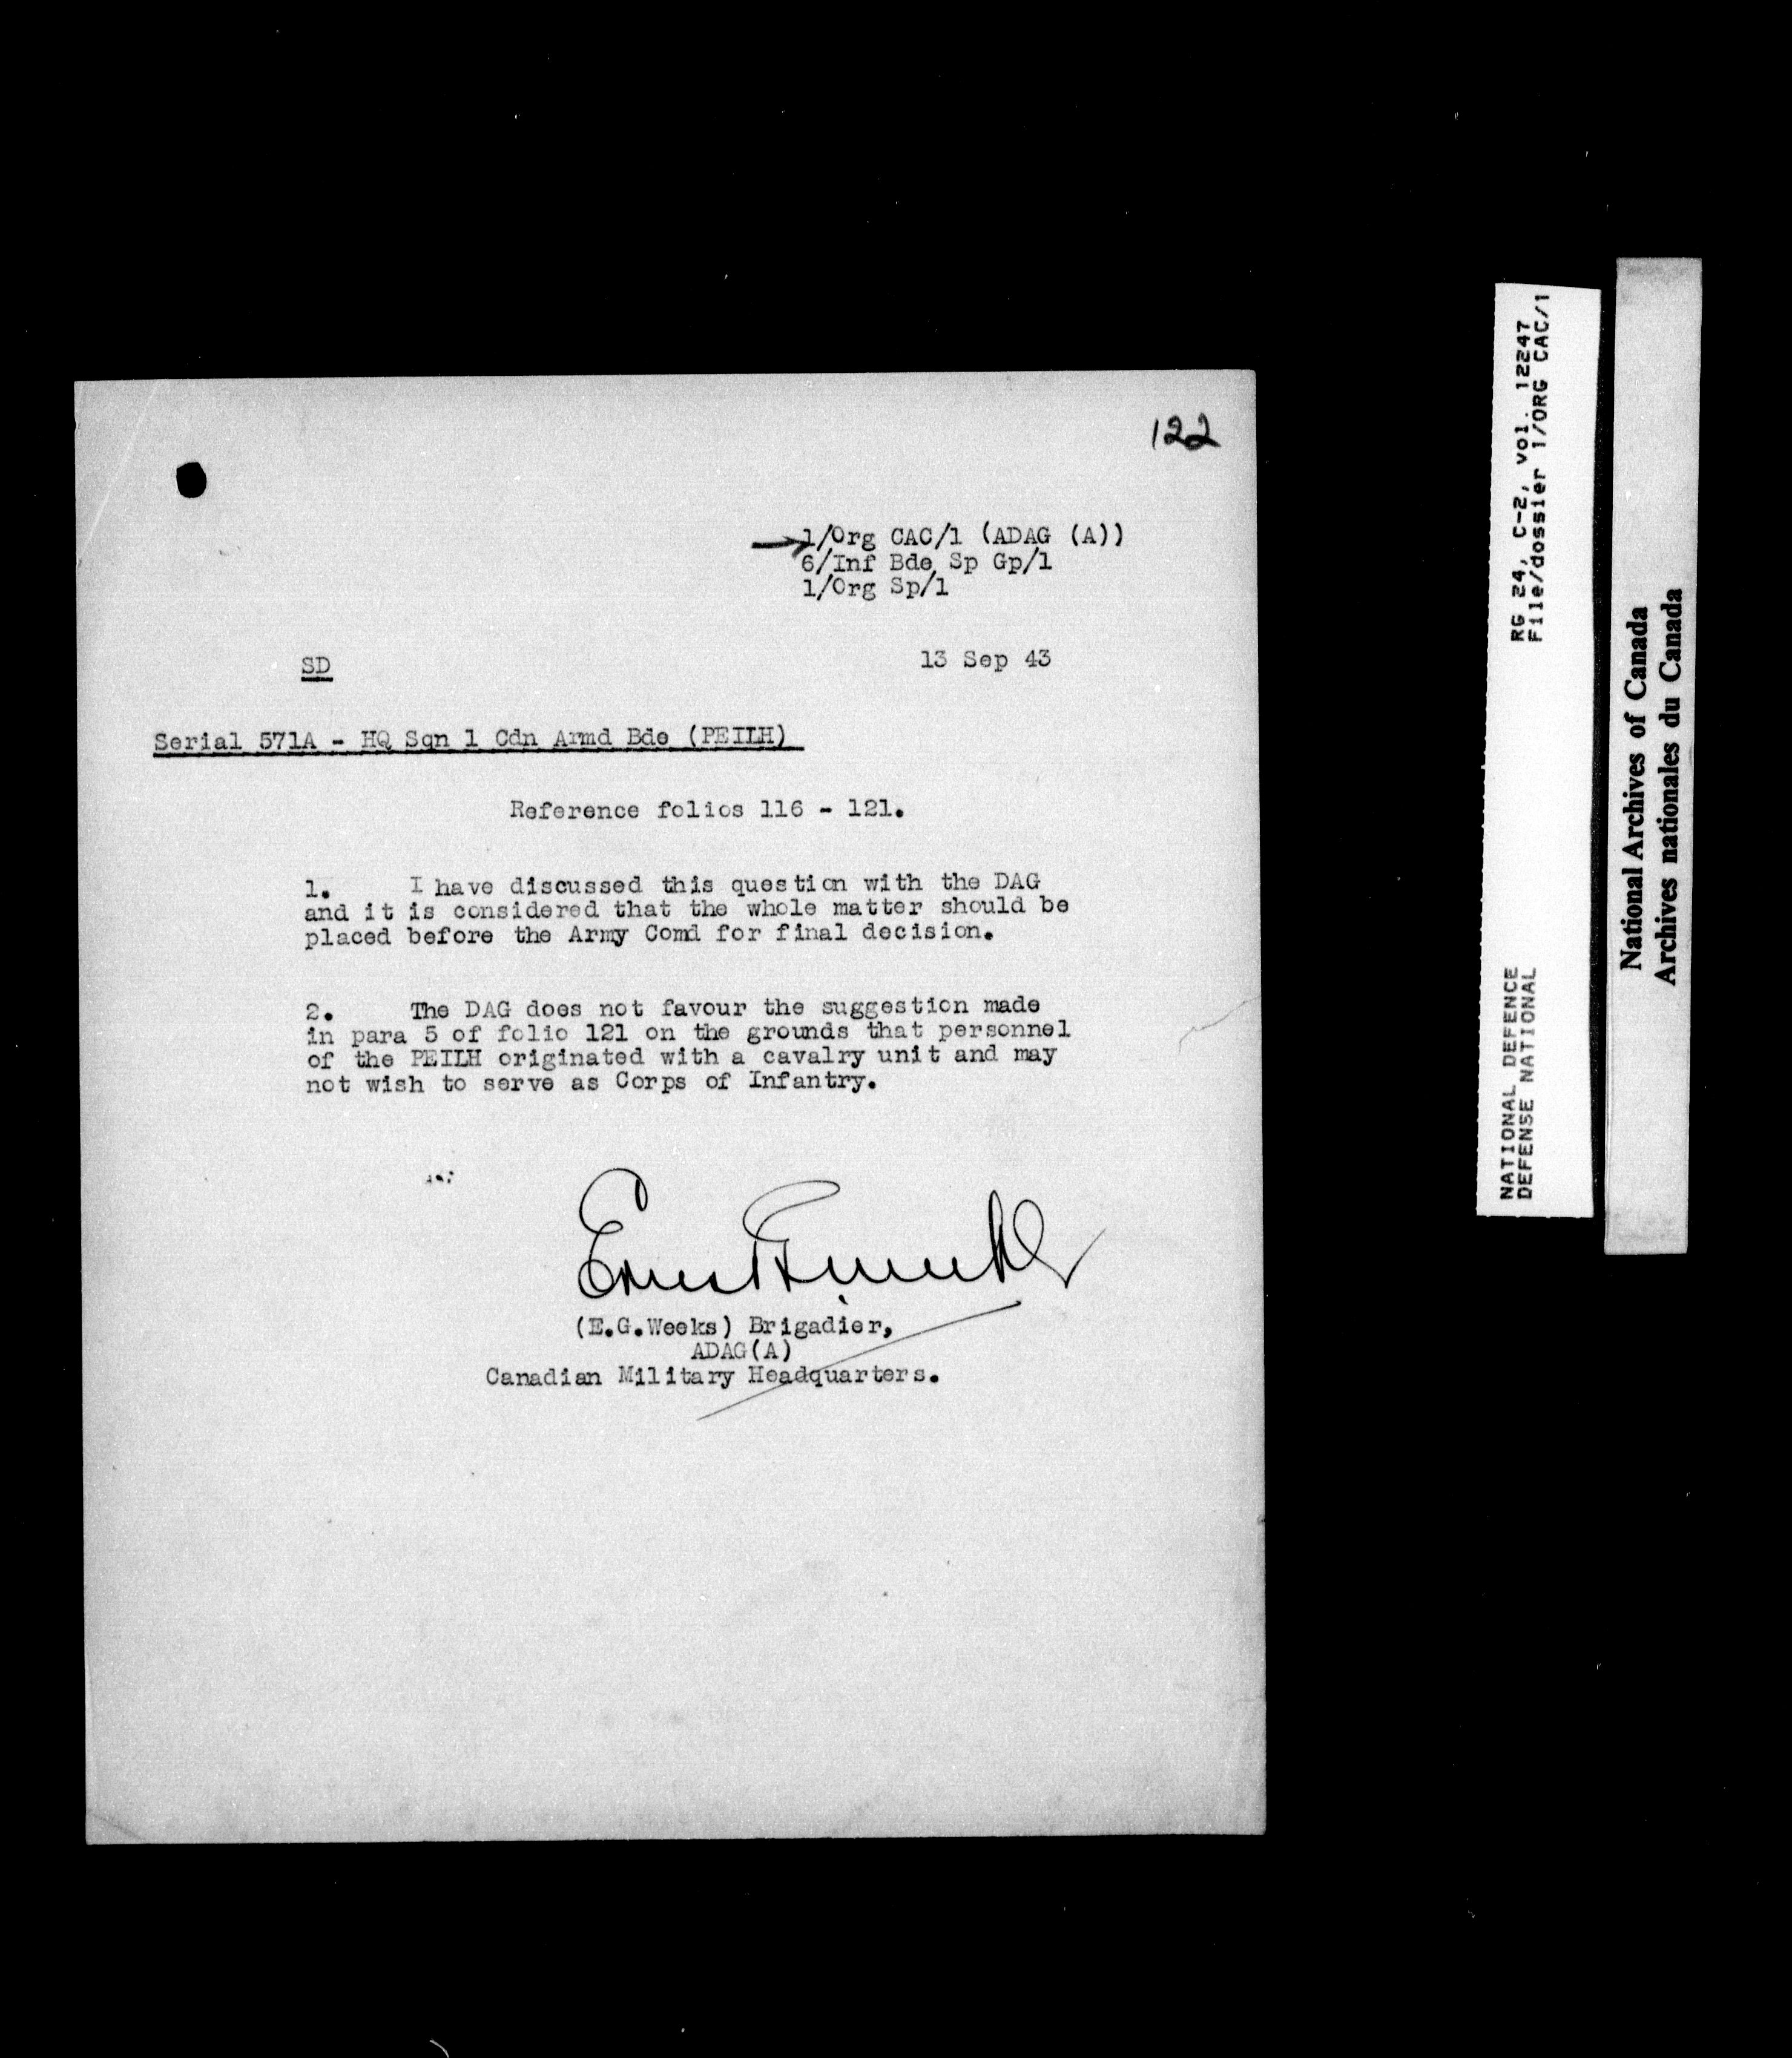 122
1/Org CAC/1 (ADAG (A))
6/Inf Bde Sp Gp/1
1/Org Sp/1
SD
13 Sep 43
Serial 571A - HQ Sqn 1 Cdn Armd Bde (PEILH)
Reference folios 116 - 121.
1. I have discussed this question with the DAG
and it is considered that the whole matter should be
placed before the Army Comd for final decision.
2. The DAG does not favour the suggestion made
in para 5 of folio 121 on the grounds that personnel
of the PEILH originated with a cavalry unit and may
not wish to serve as Corps of Infantry.
(E.G.Weeks) Brigadier,
ADAG(A)
Canadian Military Headquarters.
RG 24, C-2, vol. 12247
File/dossier 1/ORG CAC/1
NATIONAL DEFENCE
DEFENSE NATIONAL
National Archives of Canada
Archives nationales du Canada